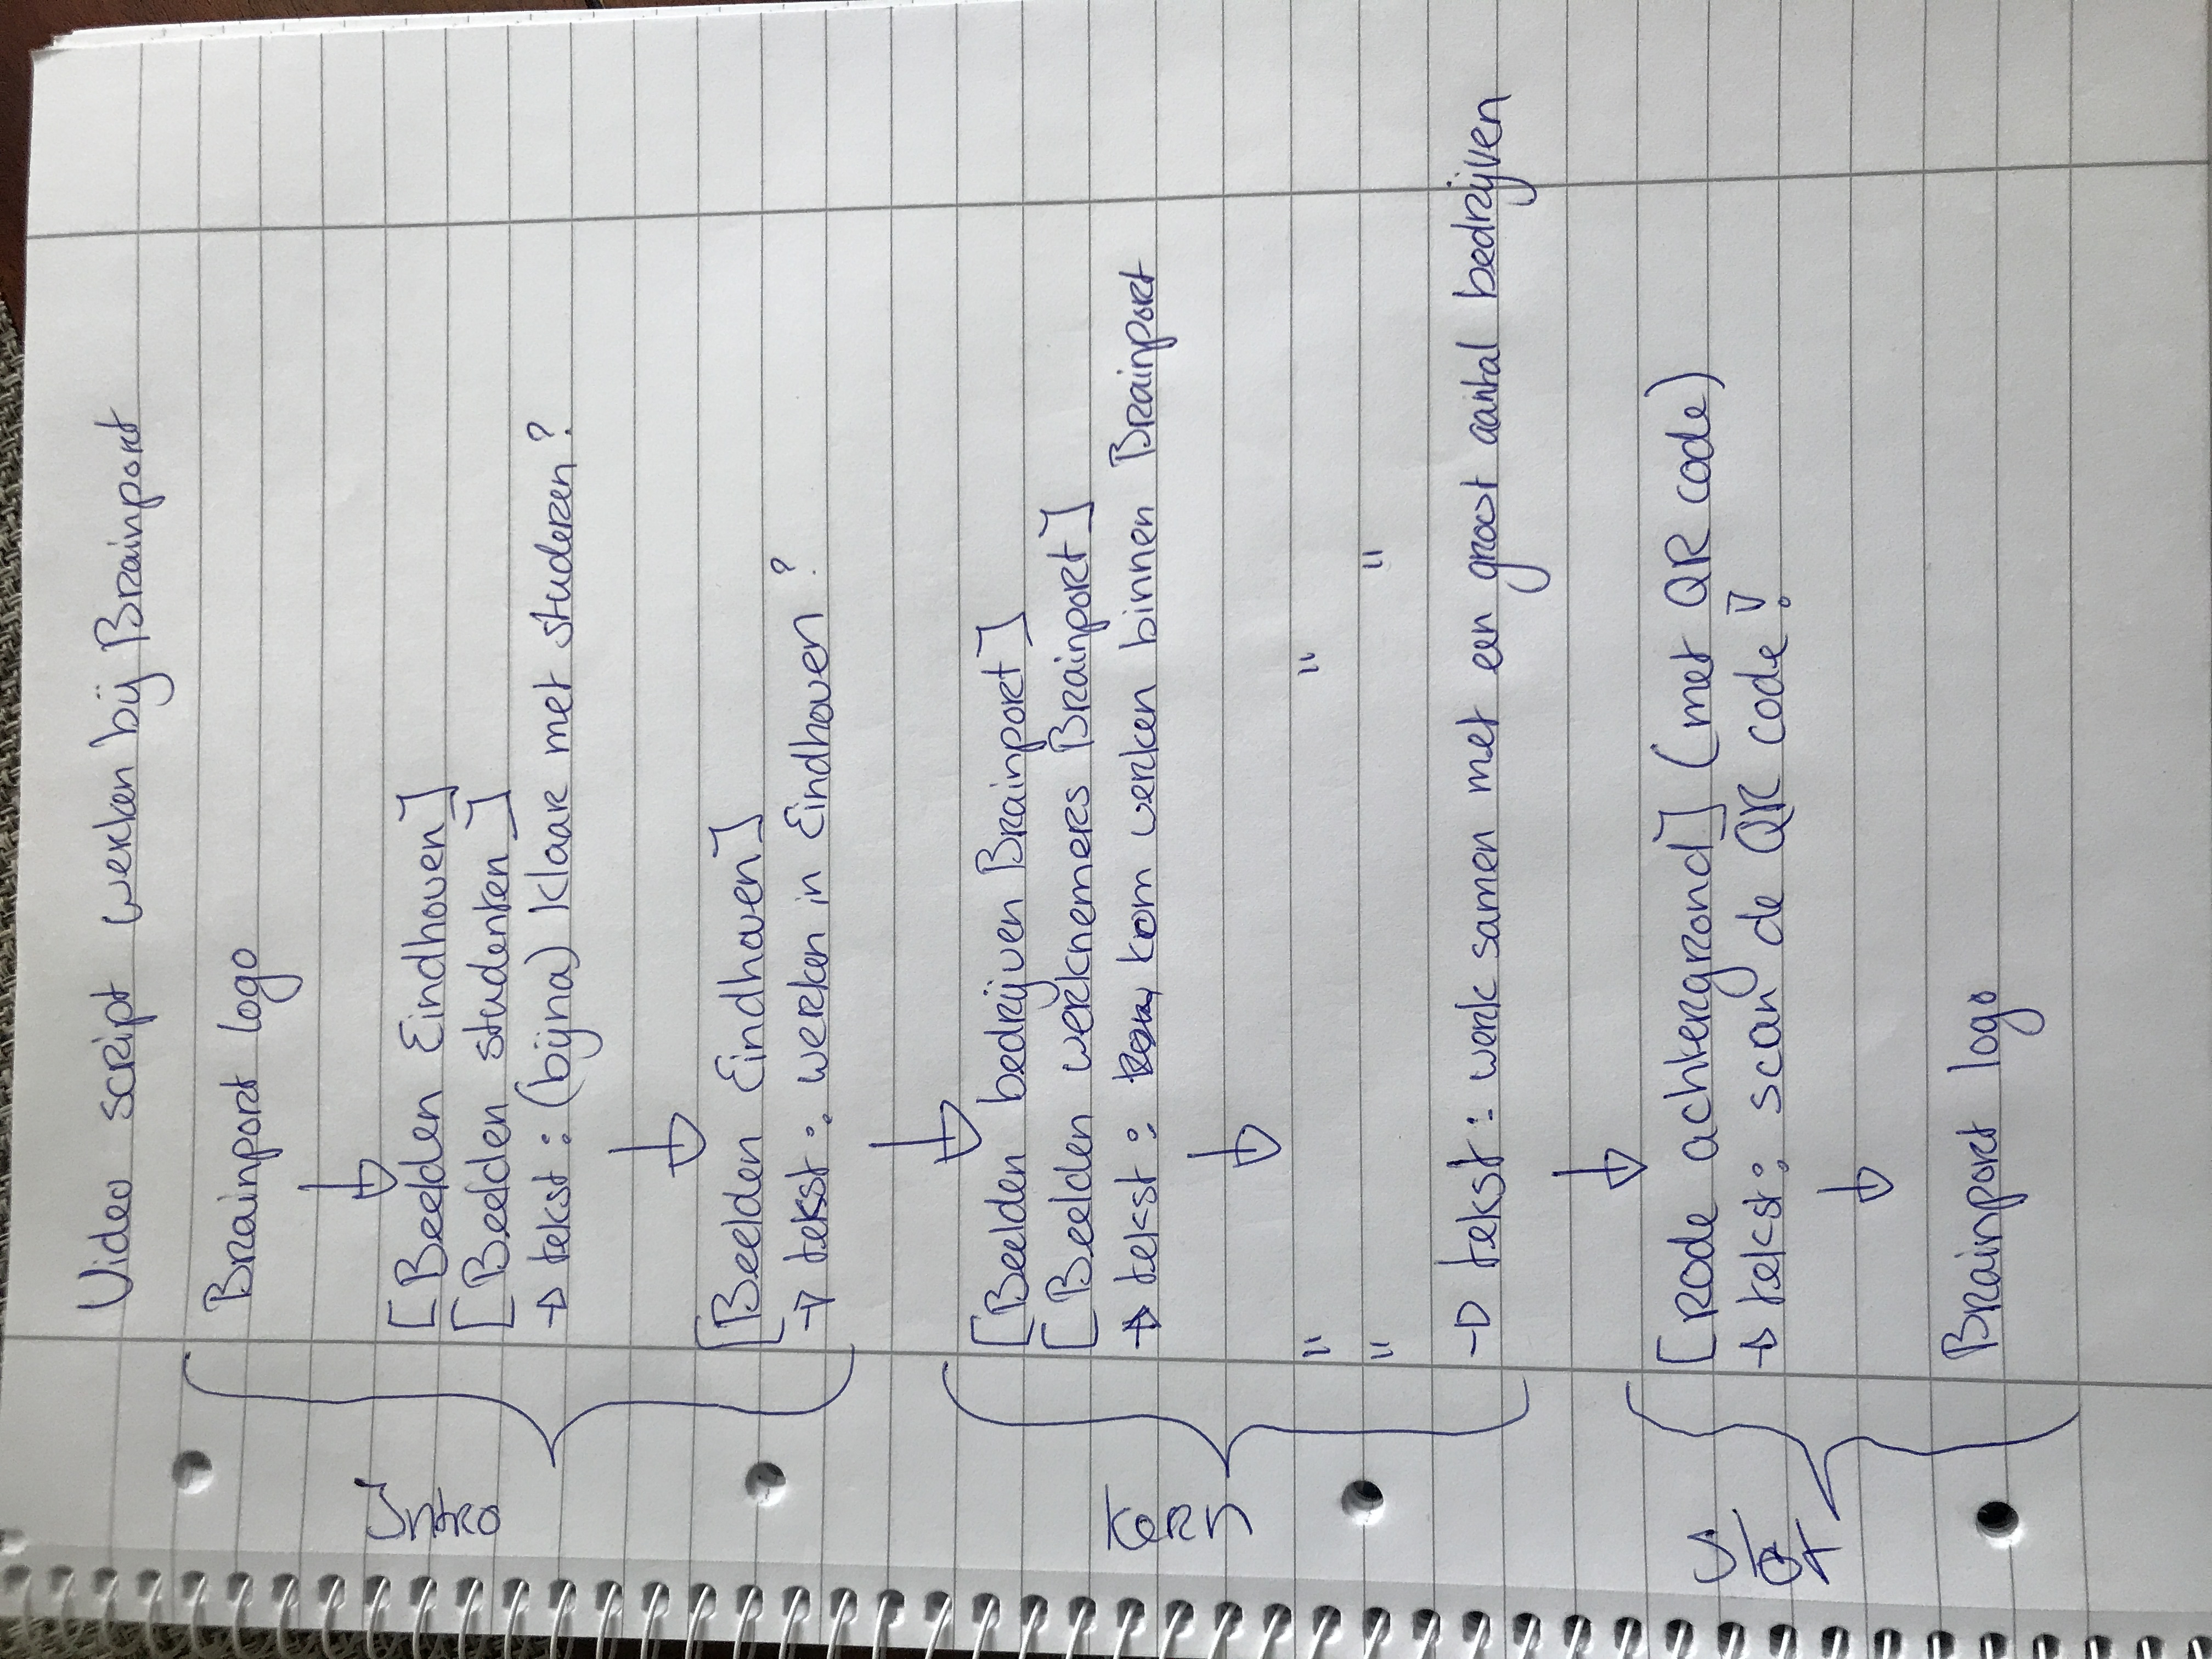 Video script werken bij Brainport
Intro
Brainport logo
↓
[Beelden Eindhoven]
[Beelden studenten]
→ tekst: (bijna) klaar met studeren?
↓
[Beelden Eindhoven]
→ tekst: werken in Eindhoven?
↓
Kern
[Beelden bedrijven Brainport]
[Beelden werknemers Brainport]
→ tekst: kom werken binnen Brainport
↓
" "
" "
→ tekst: werk samen met een groot aantal bedrijven
↓
Slot
[Rode achtergrond] (met QR code)
→ tekst: scan de QR code!
↓
Brainport logo